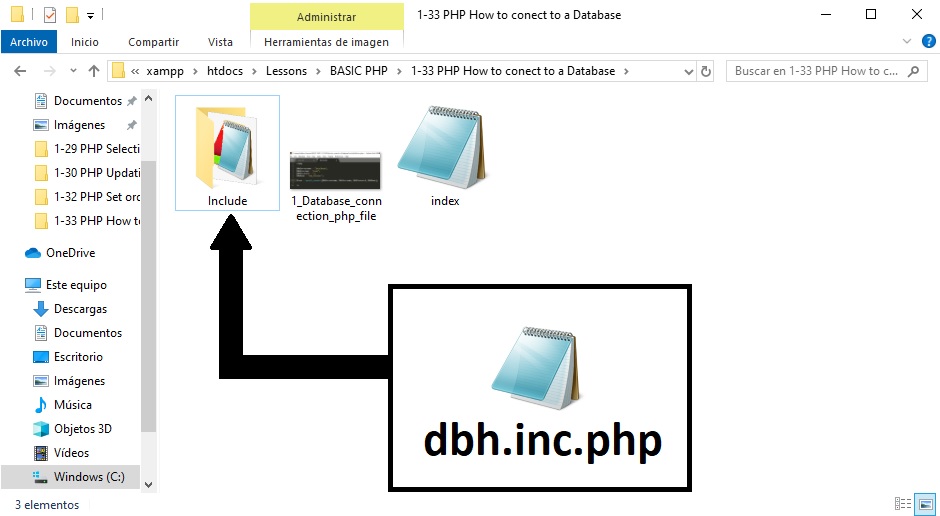 Administrar
1-33 PHP How to conect to a Database
Archivo
Inicio
Compartir
Vista
Herramientas de imagen
« xampp > htdocs > Lessons > BASIC PHP > 1-33 PHP How to conect to a Database >
Buscar en 1-33 PHP How to c...
Documentos
Imágenes
1-29 PHP Selecti
1-30 PHP Updati
1-32 PHP Set orc
1-33 PHP How to
OneDrive
Este equipo
Descargas
Documentos
Escritorio
Imágenes
Música
Objetos 3D
Vídeos
Windows (C:)
Include
1_Database_conn
ection_php_file
index
dbh.inc.php
3 elementos